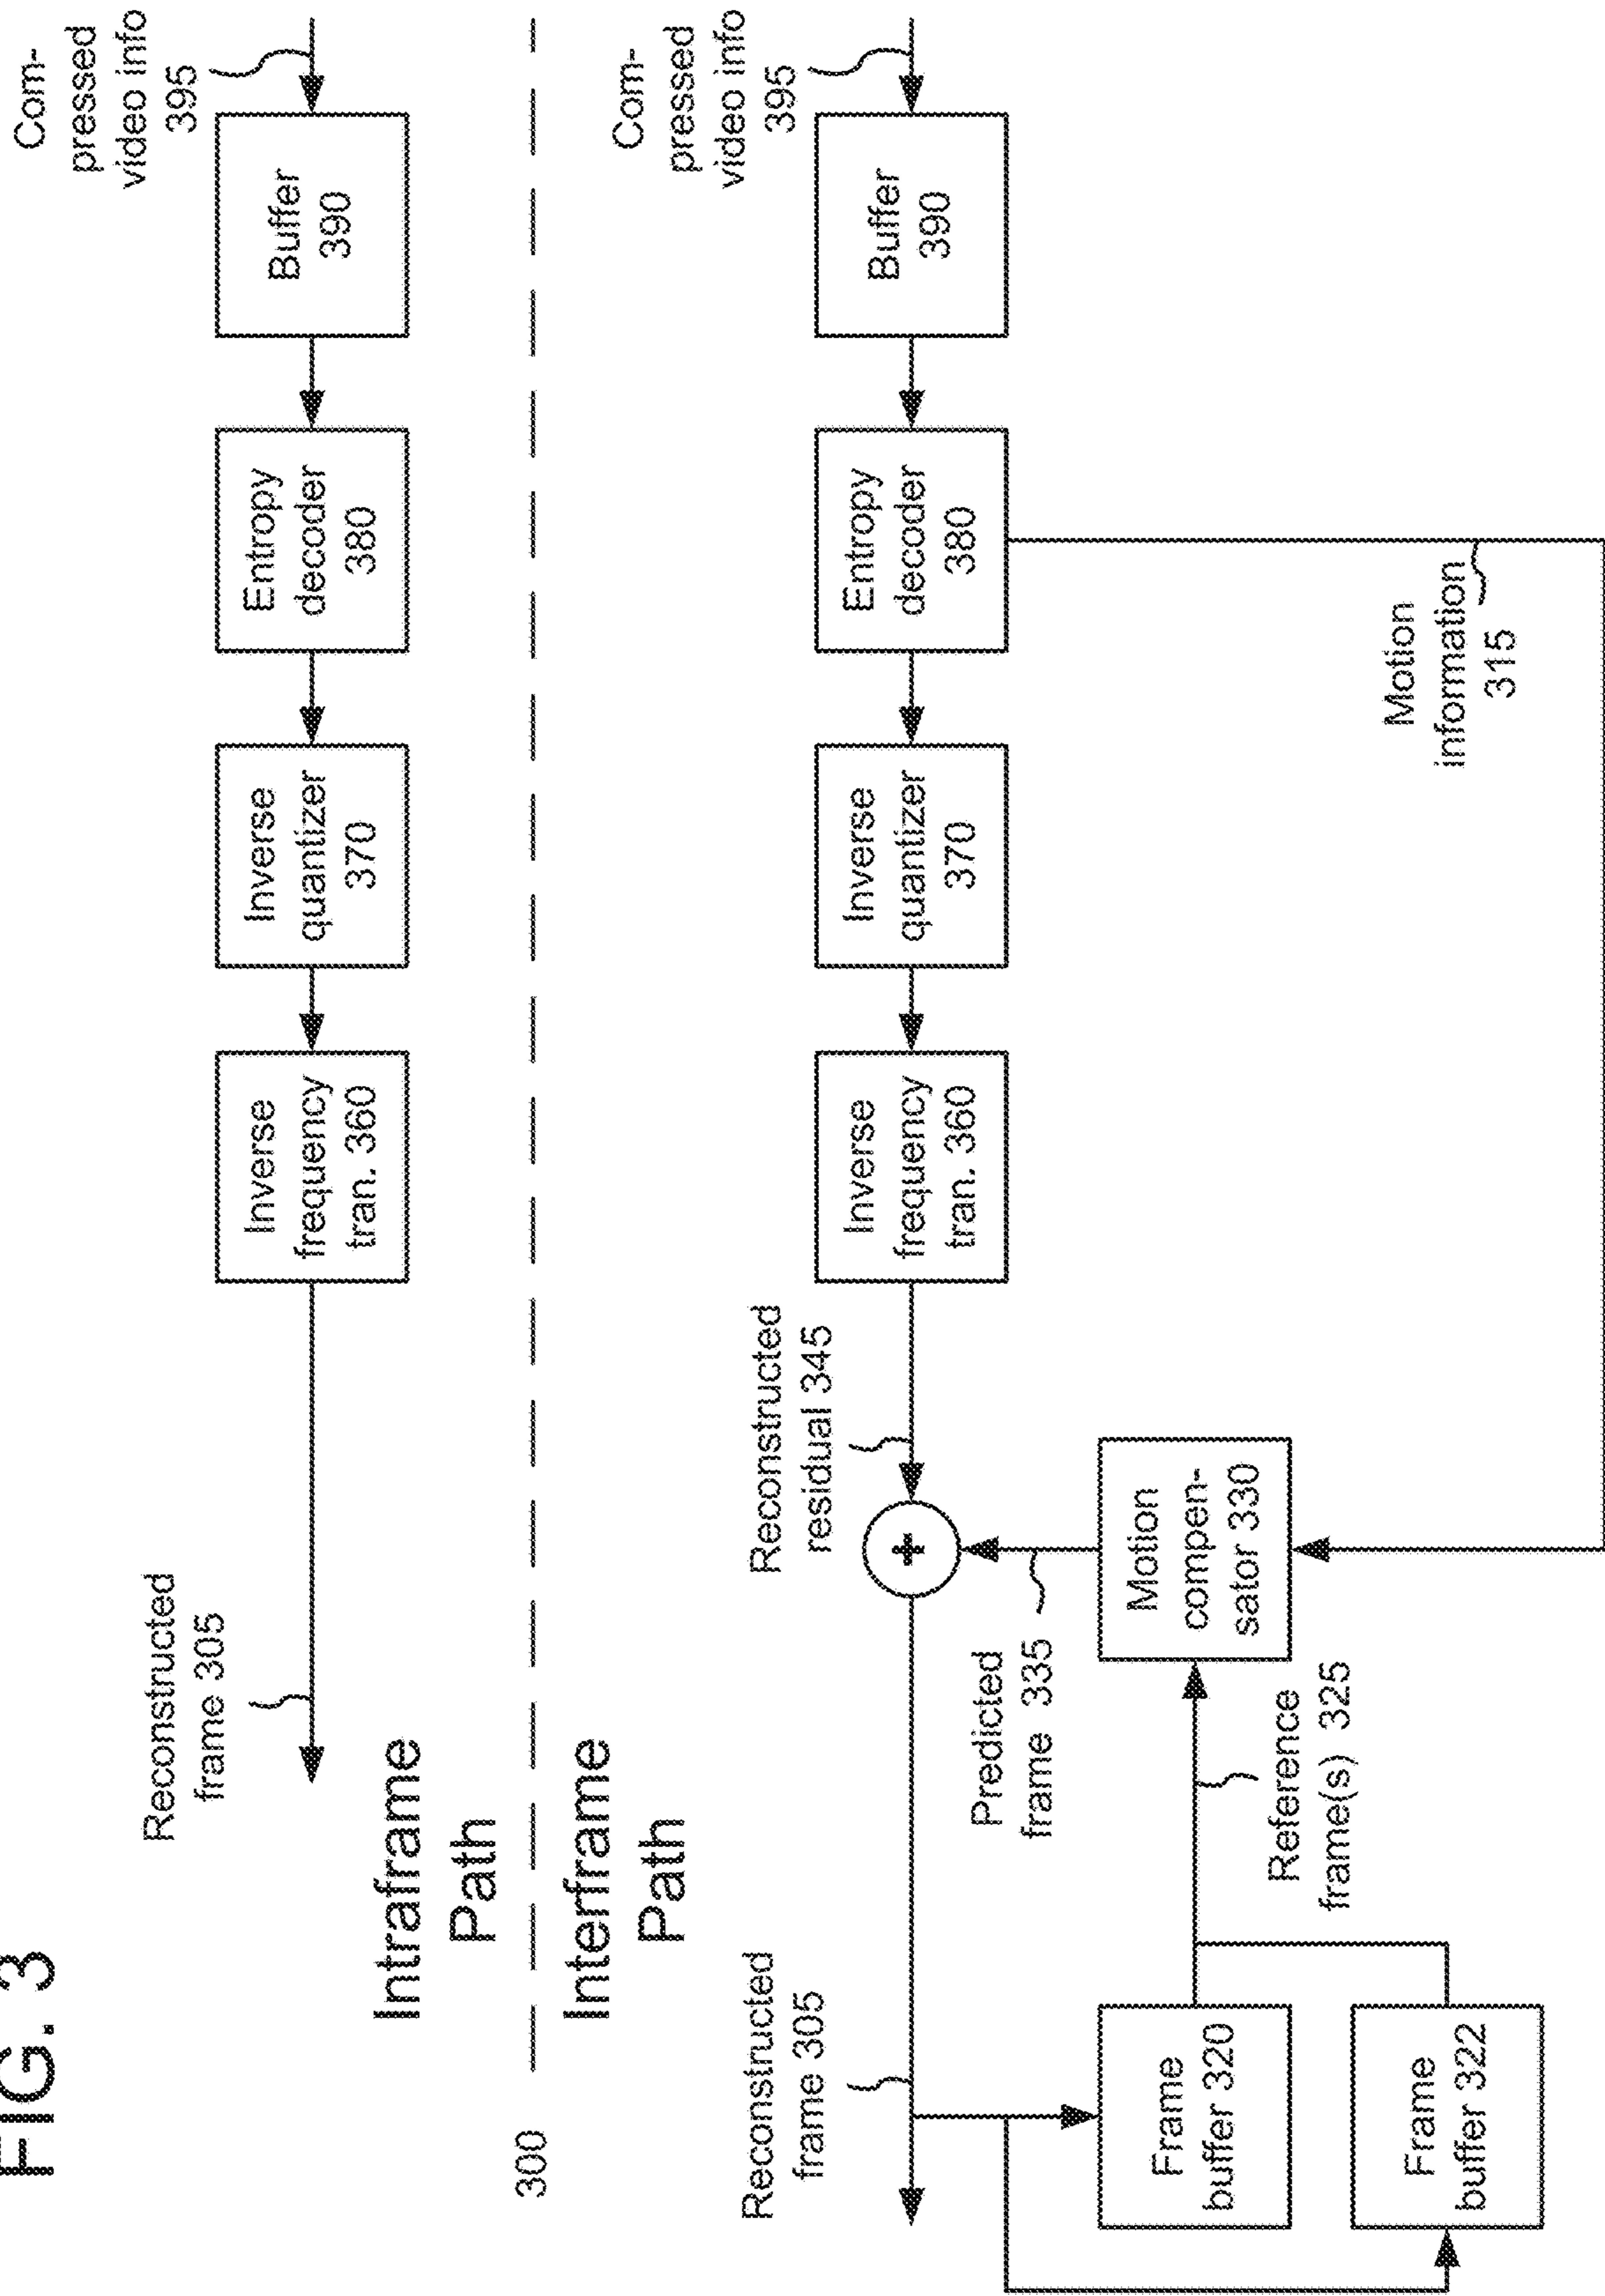 FIG. 3
Reconstructed
frame 305
Inverse
frequency
tran. 360
Inverse
quantizer
370
Entropy
decoder
380
Buffer
390
Com-
pressed
video info
395
Intraframe
Path
300
Interframe
Path
Reconstructed
frame 305
Reconstructed
residual 345
Inverse
frequency
tran. 360
Inverse
quantizer
370
Entropy
decoder
380
Buffer
390
Com-
pressed
video info
395
Predicted
frame 335
Frame
buffer 320
Reference
frame(s) 325
Motion
compen-
sator 330
Motion
information
315
Frame
buffer 322